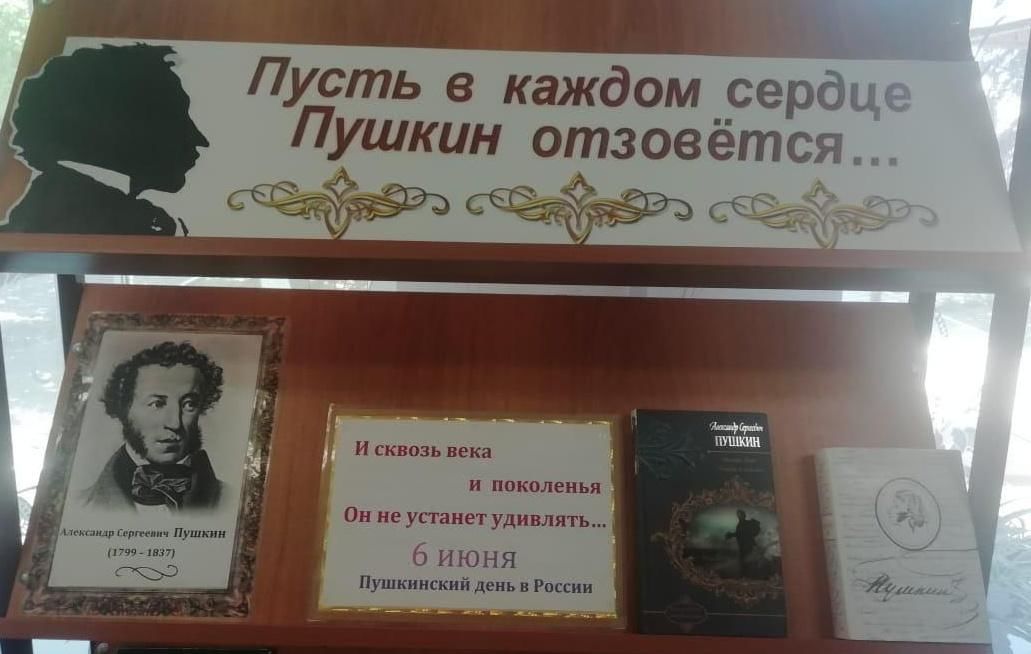 Пусть в каждом сердце
Пушкин отзовётся...
Александр Сергеевич Пушкин
(1799 - 1837)
И сквозь века
и поколенья
Он не устанет удивлять...
6 июня
Пушкинский день в России
Александр Сергеевич
ПУШКИН
Пушкин